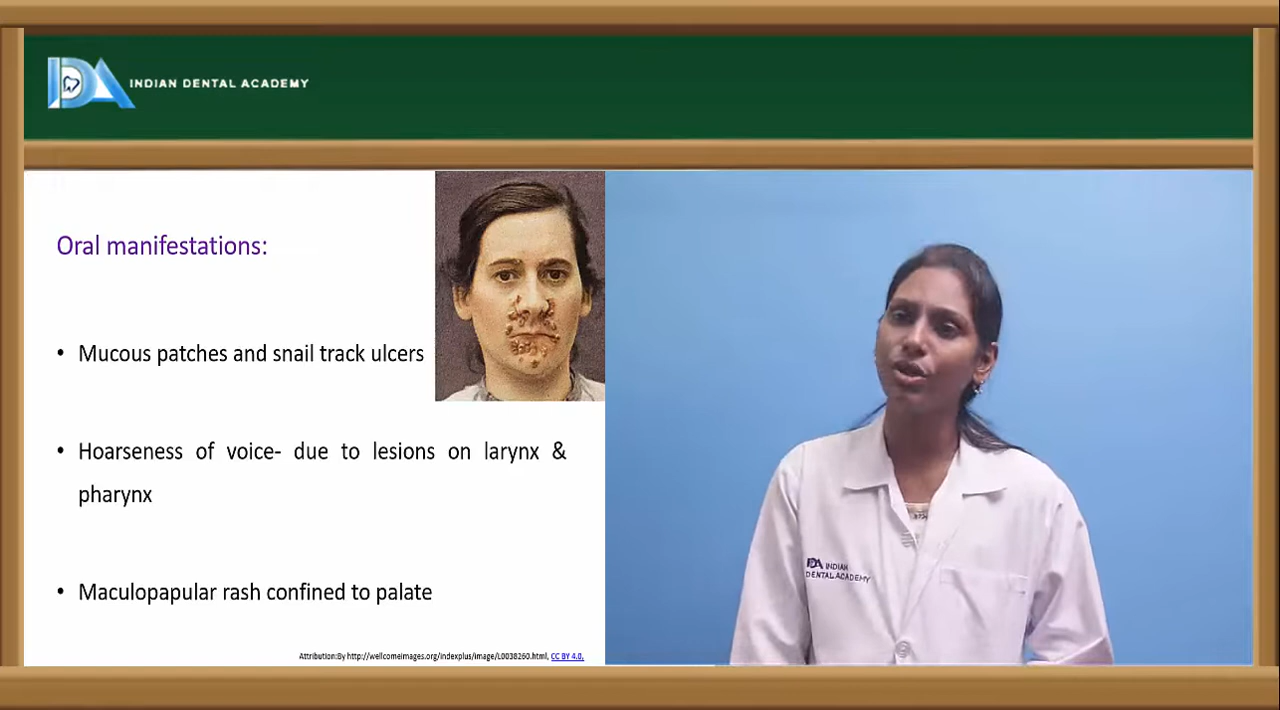 INDIAN DENTAL ACADEMY
Oral manifestations:
• Mucous patches and snail track ulcers
• Hoarseness of voice- due to lesions on larynx &
pharynx
• Maculopapular rash confined to palate
Attribution:By http://wellcomeimages.org/indexplus/image/L0038260.html, CC BY 4.0,
IDA INDIAN
DENTAL ACADEMY